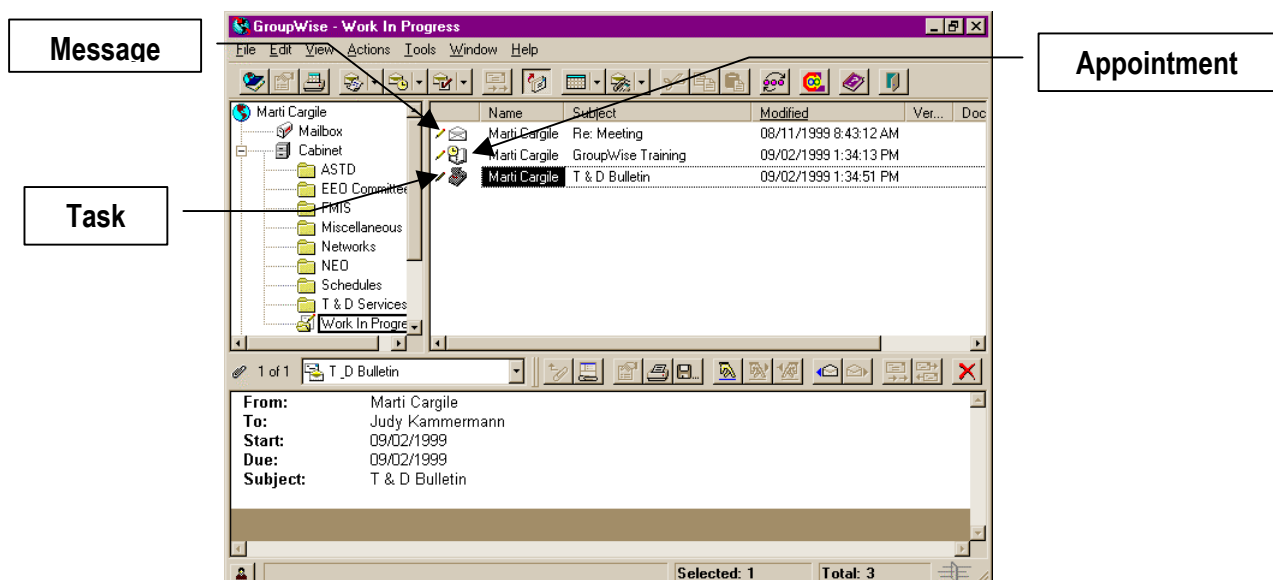 GroupWise - Work In Progress
Message
File Edit View Actions Tools Window Help
Appointment
Marti Cargile
Name Subject Modified Ver... Doc
Mailbox
Marti Cargile Re: Meeting 08/11/1999 8:43:12 AM
Cabinet
Marti Cargile GroupWise Training 09/02/1999 1:34:13 PM
ASTD
Marti Cargile T & D Bulletin 09/02/1999 1:34:51 PM
EEO Committee
Task
FMIS
Miscellaneous
Networks
NEO
Schedules
T & D Services
Work In Progre
1 of 1 T_D Bulletin
From: Marti Cargile
To: Judy Kammermann
Start: 09/02/1999
Due: 09/02/1999
Subject: T & D Bulletin
Selected: 1 Total: 3